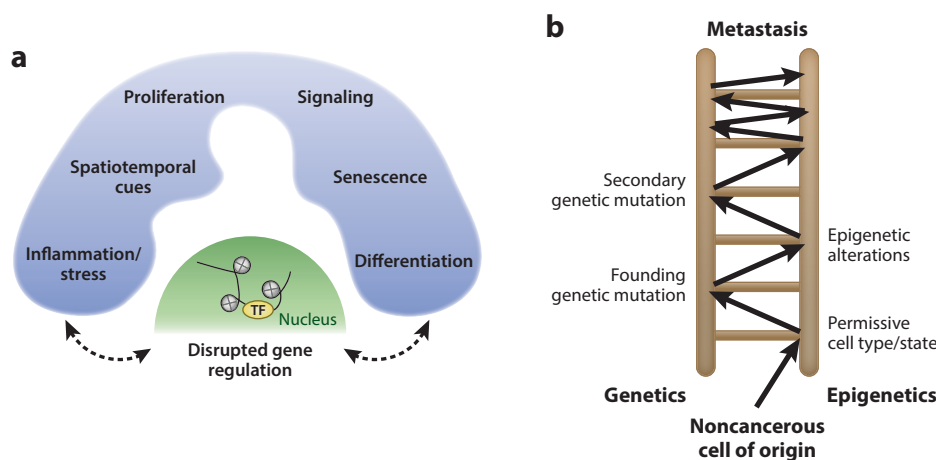 a
Proliferation
Signaling
Spatiotemporal
cues
Senescence
Inflammation/
stress
Differentiation
TF
Nucleus
Disrupted gene
regulation
b
Metastasis
Secondary
genetic mutation
Epigenetic
alterations
Founding
genetic mutation
Permissive
cell type/state
Genetics
Epigenetics
Noncancerous
cell of origin